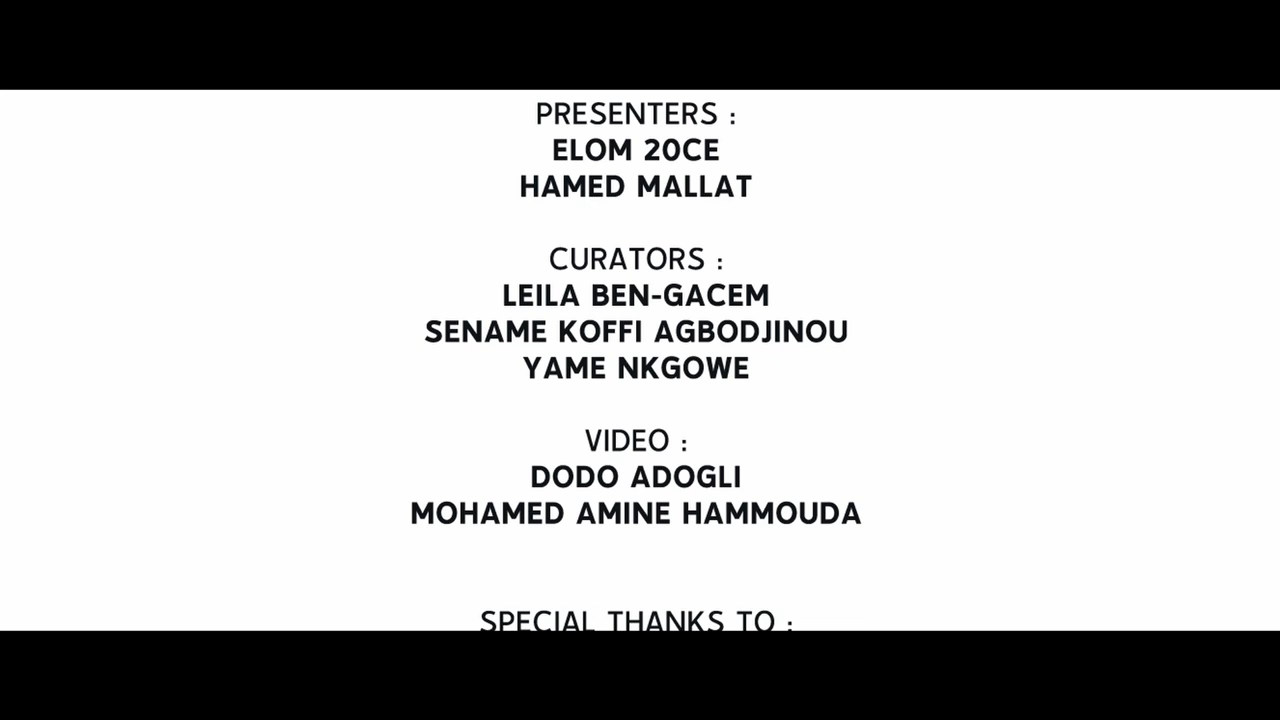 PRESENTERS :
ELOM 20CE
HAMED MALLAT
CURATORS :
LEILA BEN-GACEM
SENAME KOFFI AGBODJINOU
YAME NKGOWE
VIDEO :
DODO ADOGLI
MOHAMED AMINE HAMMOUDA
SPECIAL THANKS TO :